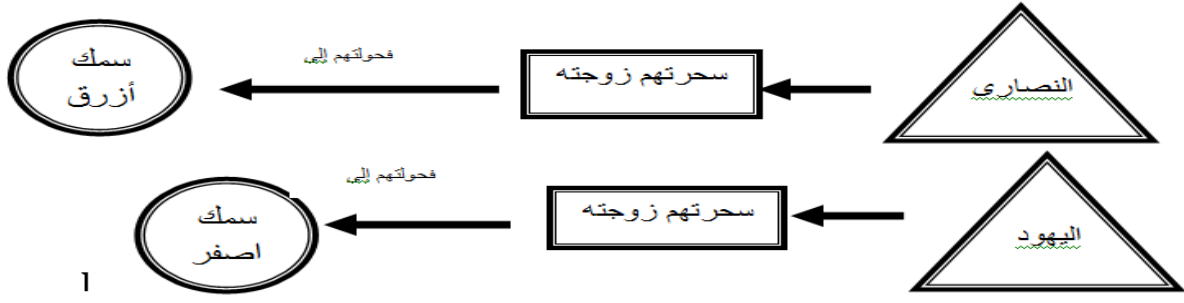 النصارى
سحرتهم زوجته
فحولتهم إلى
سمك
أزرق
اليهود
سحرتهم زوجته
فحولتهم إلى
سمك
اصفر
1